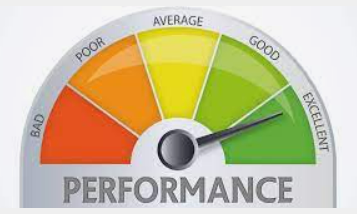 BAD
POOR
AVERAGE
GOOD
EXCELLENT
PERFORMANCE